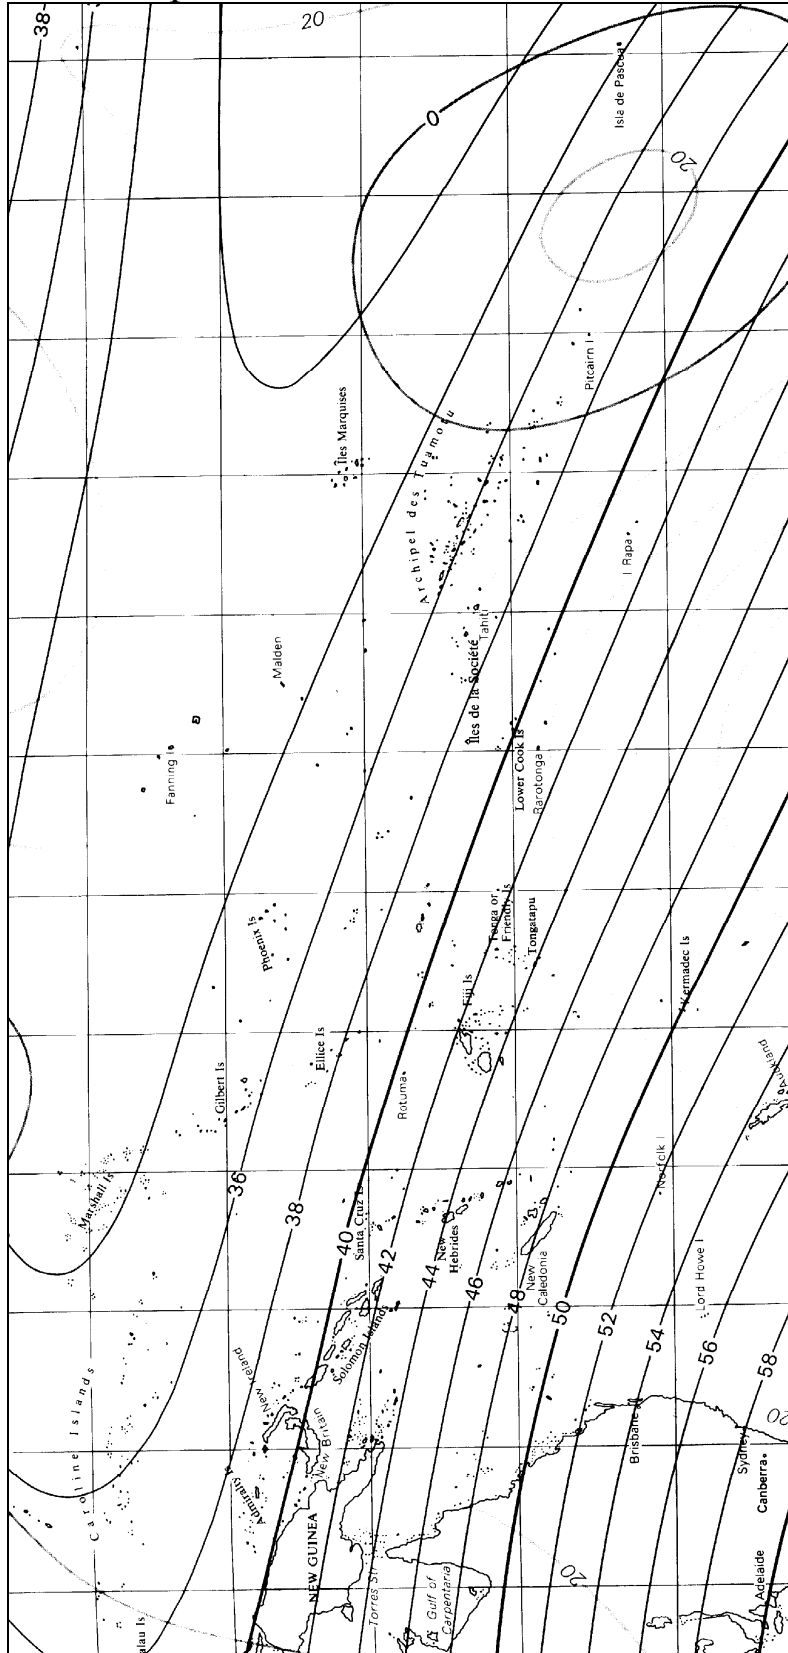 38
20
Isla de Pascua
0
20
Pitcairn I
Îles Marquises
Archipel des Tuamotu
I Rapa
Tahiti
Malden
Îles de la Société
Fanning I
Lower Cook Is
Rarotonga
Tonga or
Friendly Is
Tongatapu
Phoenix Is
Kermadec Is
Fiji Is
Ellice Is
Gilbert Is
Rotuma
Auckland
Norfolk I
Marshall Is
36
38
Santa Cruz Is
40
42
New
Hebrides
44
46
48
New
Caledonia
50
Lord Howe I
52
54
56
58
Solomon Islands
New Ireland
New Britain
Caroline Islands
Admiralty Is
Brisbane
20
Sydney
Canberra
NEW GUINEA
Torres Str
Gulf of
Carpentaria
20
Adelaide
alau Is